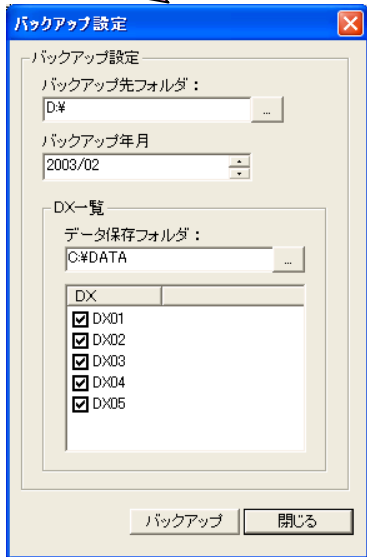 バックアップ設定
バックアップ設定
バックアップ先フォルダ：
D:¥
...
バックアップ年月
2003/02
DX一覧
データ保存フォルダ：
C:¥DATA
...
DX
DX01
DX02
DX03
DX04
DX05
バックアップ
閉じる